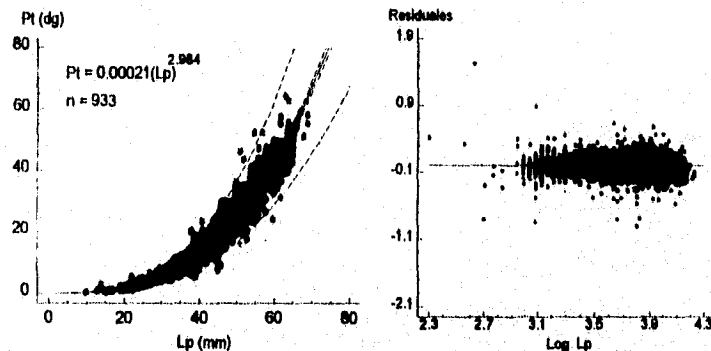 Pt (dg)
80
60
40
20
0
Pt = 0.00021(Lp)^2.984
n = 933
0 20 40 60 80
Lp (mm)
Residuales
1.9
0.9
-0.1
-1.1
-2.1
2.3 2.7 3.1 3.5 3.9 4.3
Log Lp